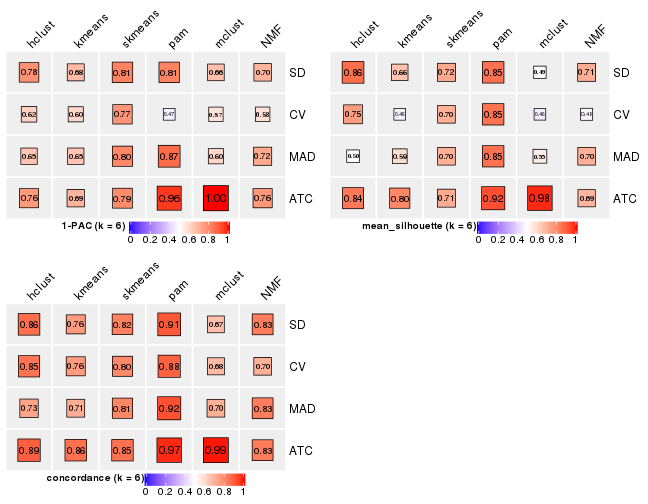 hclust kmeans skmeans pam mclust NMF
0.78 0.68 0.81 0.81 0.66 0.70 SD
0.62 0.60 0.77 0.47 0.57 0.58 CV
0.65 0.63 0.80 0.87 0.60 0.72 MAD
0.76 0.69 0.79 0.96 1.00 0.76 ATC
1-PAC (k = 6)
0 0.2 0.4 0.6 0.8 1
hclust kmeans skmeans pam mclust NMF
0.86 0.66 0.72 0.85 0.49 0.71 SD
0.75 0.46 0.70 0.85 0.46 CV
0.50 0.59 0.70 0.85 0.55 0.70 MAD
0.84 0.80 0.71 0.92 0.98 0.69 ATC
mean_silhouette (k = 6)
0 0.2 0.4 0.6 0.8 1
hclust kmeans skmeans pam mclust NMF
0.86 0.76 0.82 0.91 0.67 0.83 SD
0.85 0.76 0.80 0.88 0.68 0.70 CV
0.73 0.71 0.81 0.92 0.70 0.83 MAD
0.89 0.86 0.85 0.97 0.99 0.83 ATC
concordance (k = 6)
0 0.2 0.4 0.6 0.8 1